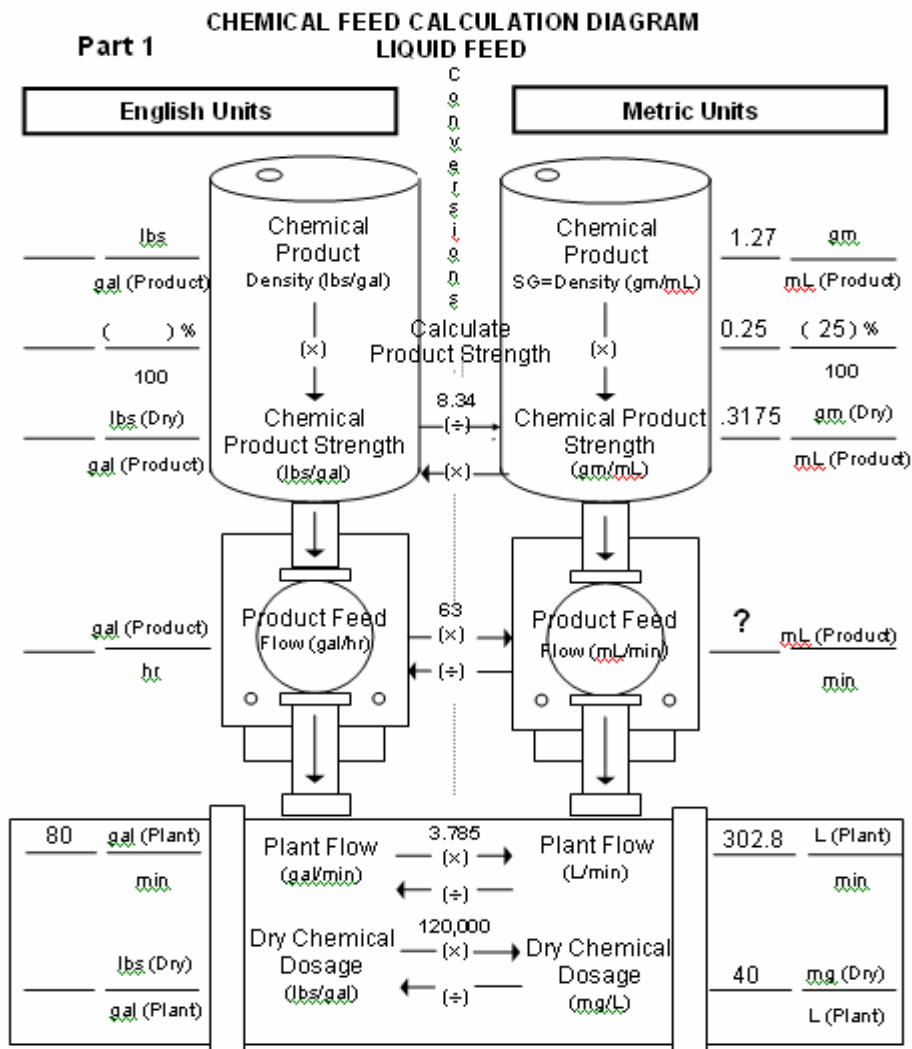 CHEMICAL FEED CALCULATION DIAGRAM
Part 1
LIQUID FEED
Conversions
English Units
Metric Units
lbs
gal (Product)
Chemical
Product
Density (lbs/gal)
Chemical
Product
SG=Density (gm/mL)
1.27 gm
mL (Product)
( ) %
100
(×)
Calculate
Product Strength
(×)
0.25 ( 25) %
100
lbs (Dry)
gal (Product)
Chemical
Product Strength
(lbs/gal)
8.34
(÷)
(×)
Chemical Product
Strength
(gm/mL)
.3175 gm (Dry)
mL (Product)
gal (Product)
hr
Product Feed
Flow (gal/hr)
63
(×)
(÷)
Product Feed
Flow (mL/min)
? mL (Product)
min
80 gal (Plant)
min
Plant Flow
(gal/min)
3.785
(×)
(÷)
Plant Flow
(L/min)
302.8 L (Plant)
min
lbs (Dry)
gal (Plant)
Dry Chemical
Dosage
(lbs/gal)
120,000
(×)
(÷)
Dry Chemical
Dosage
(mg/L)
40 mg (Dry)
L (Plant)